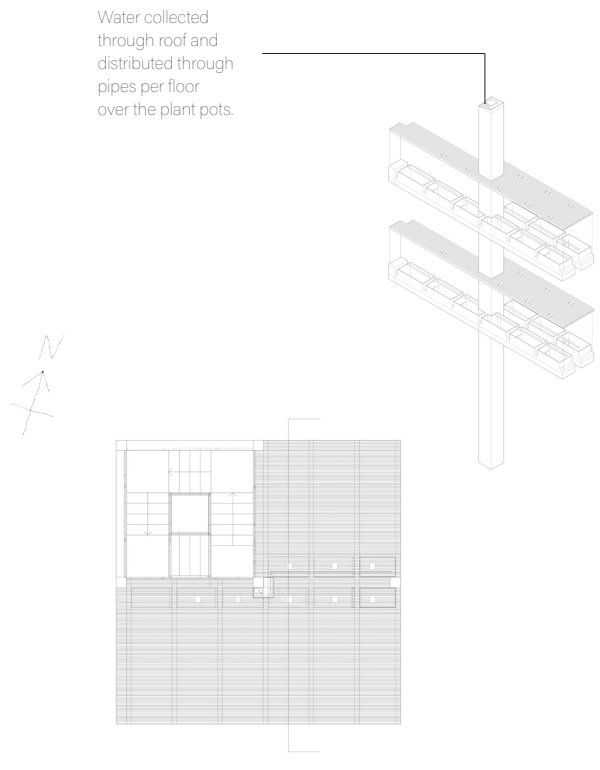 Water collected
through roof and
distributed through
pipes per floor
over the plant pots.
N